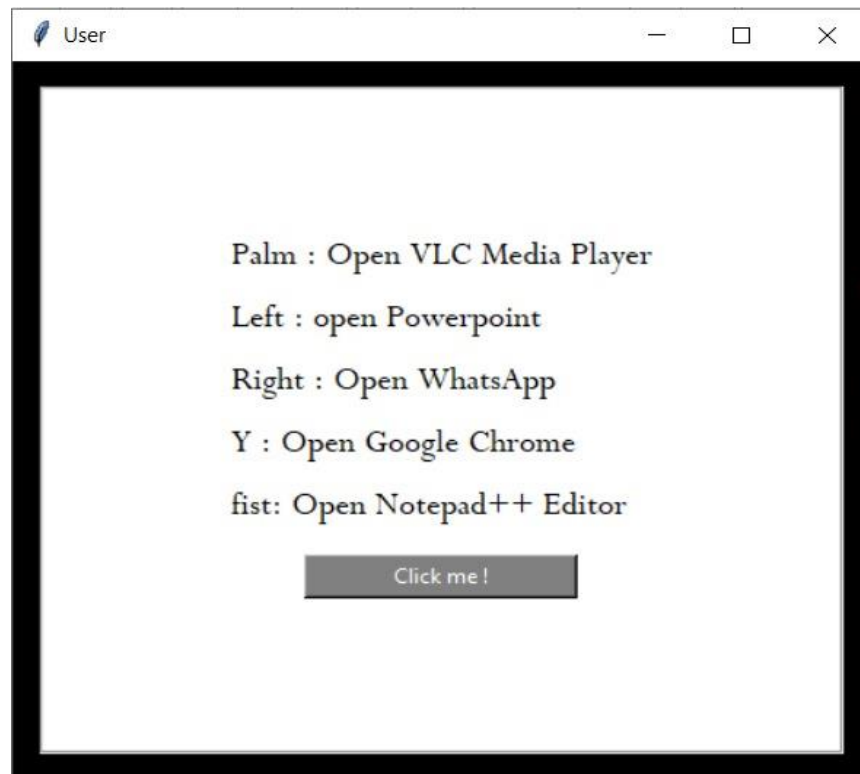 User
Palm : Open VLC Media Player
Left : open Powerpoint
Right : Open WhatsApp
Y : Open Google Chrome
fist: Open Notepad++ Editor
Click me !